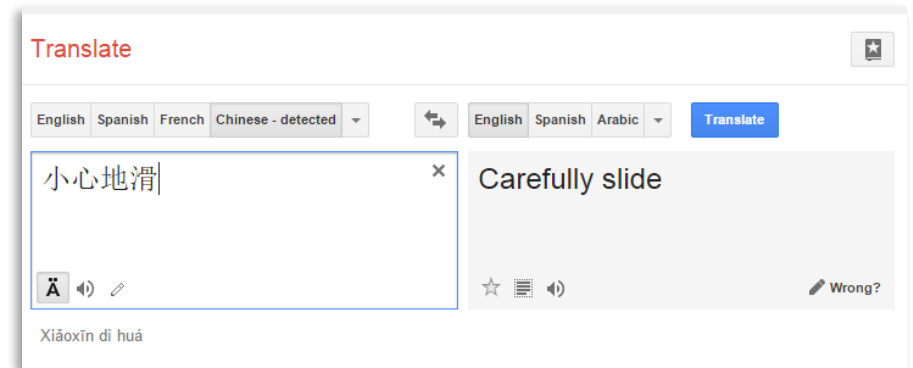 Translate
English Spanish French Chinese - detected English Spanish Arabic Translate
小心地滑 Carefully slide
Ä Wrong?
Xiǎoxīn dì huá